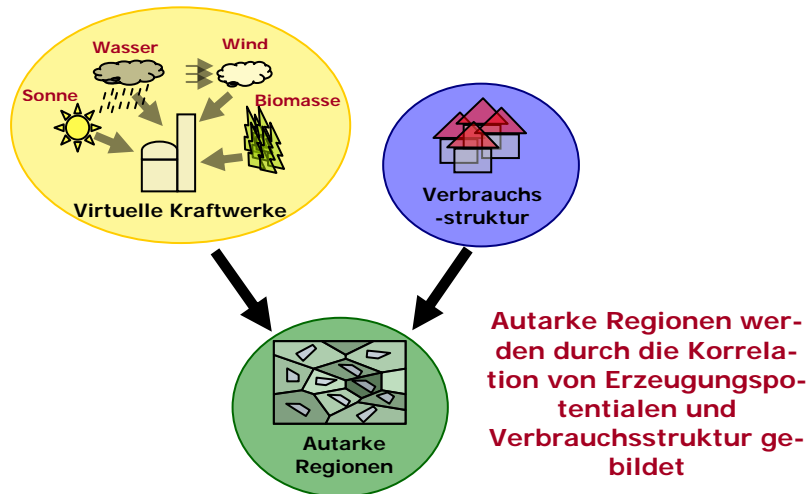 Wasser
Wind
Sonne
Biomasse
Virtuelle Kraftwerke
Verbrauchs
-struktur
Autarke Regionen wer-
den durch die Korrela-
tion von Erzeugungspo-
tentialen und
Verbrauchsstruktur ge-
bildet
Autarke
Regionen